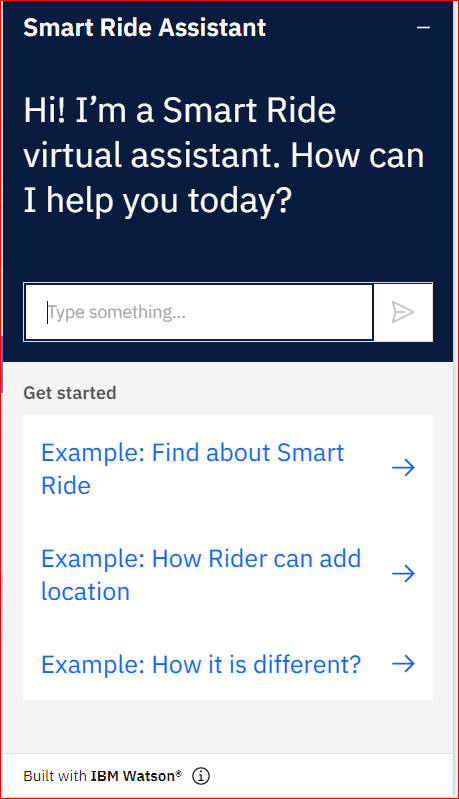 Smart Ride Assistant
Hi! I’m a Smart Ride
virtual assistant. How can
I help you today?
Type something...
Get started
Example: Find about Smart
Ride
Example: How Rider can add
location
Example: How it is different?
Built with IBM Watson®